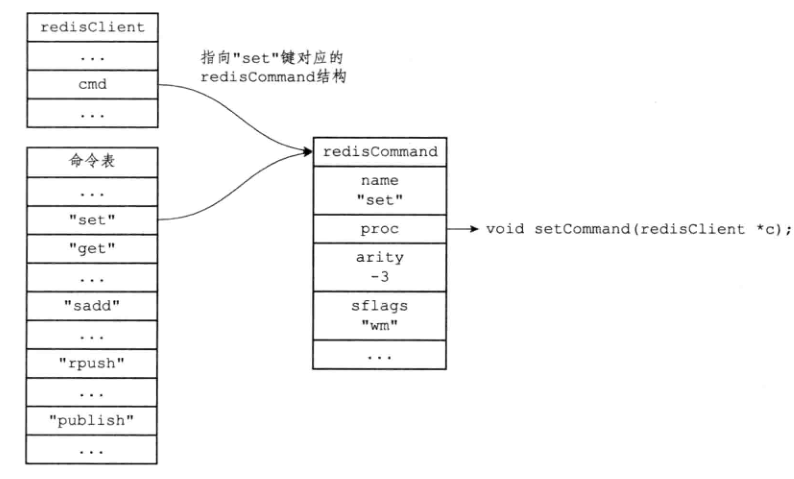 redisClient
...
cmd
...
指向"set"键对应的
redisCommand结构
命令表
...
"set"
"get"
...
"sadd"
...
"rpush"
...
"publish"
...
redisCommand
name
"set"
proc
arity
-3
sflags
"wm"
...
void setCommand(redisClient *c);